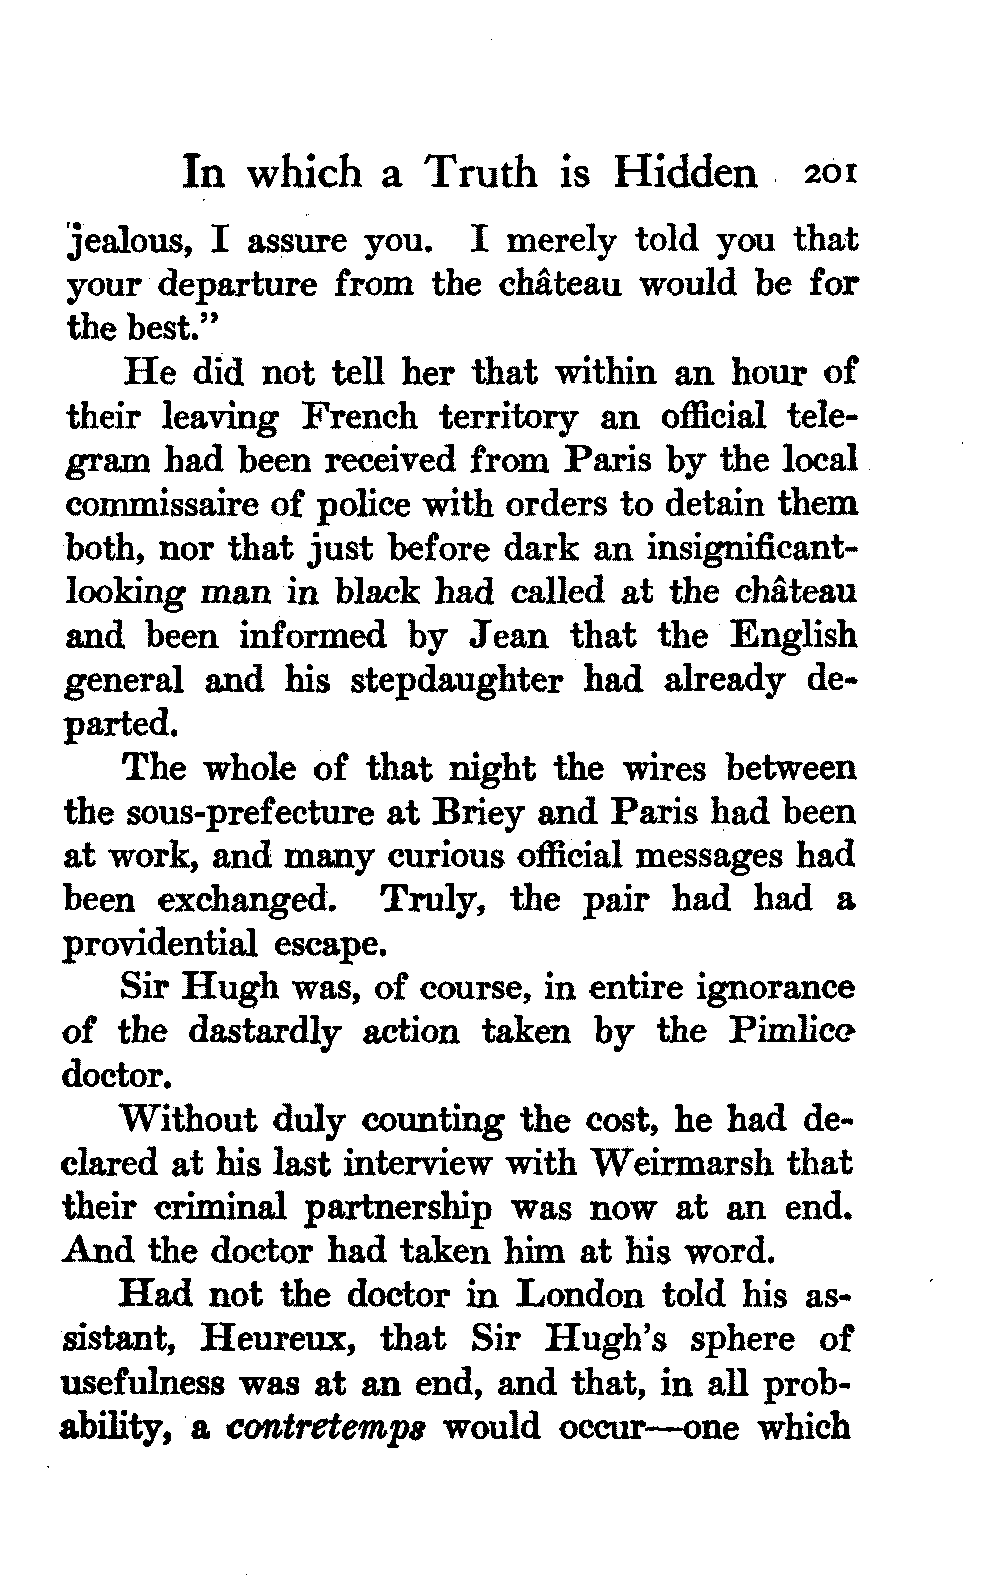 In which a Truth is Hidden 201
jealous, I assure you. I merely told you that
your departure from the château would be for
the best."
He did not tell her that within an hour of
their leaving French territory an official tele-
gram had been received from Paris by the local
commissaire of police with orders to detain them
both, nor that just before dark an insignificant-
looking man in black had called at the château
and been informed by Jean that the English
general and his stepdaughter had already de-
parted.
The whole of that night the wires between
the sous-prefecture at Briey and Paris had been
at work, and many curious official messages had
been exchanged. Truly, the pair had had a
providential escape.
Sir Hugh was, of course, in entire ignorance
of the dastardly action taken by the Pimlico
doctor.
Without duly counting the cost, he had de-
clared at his last interview with Weirmarsh that
their criminal partnership was now at an end.
And the doctor had taken him at his word.
Had not the doctor in London told his as-
sistant, Heureux, that Sir Hugh's sphere of
usefulness was at an end, and that, in all prob-
ability, a contretemps would occur—one which